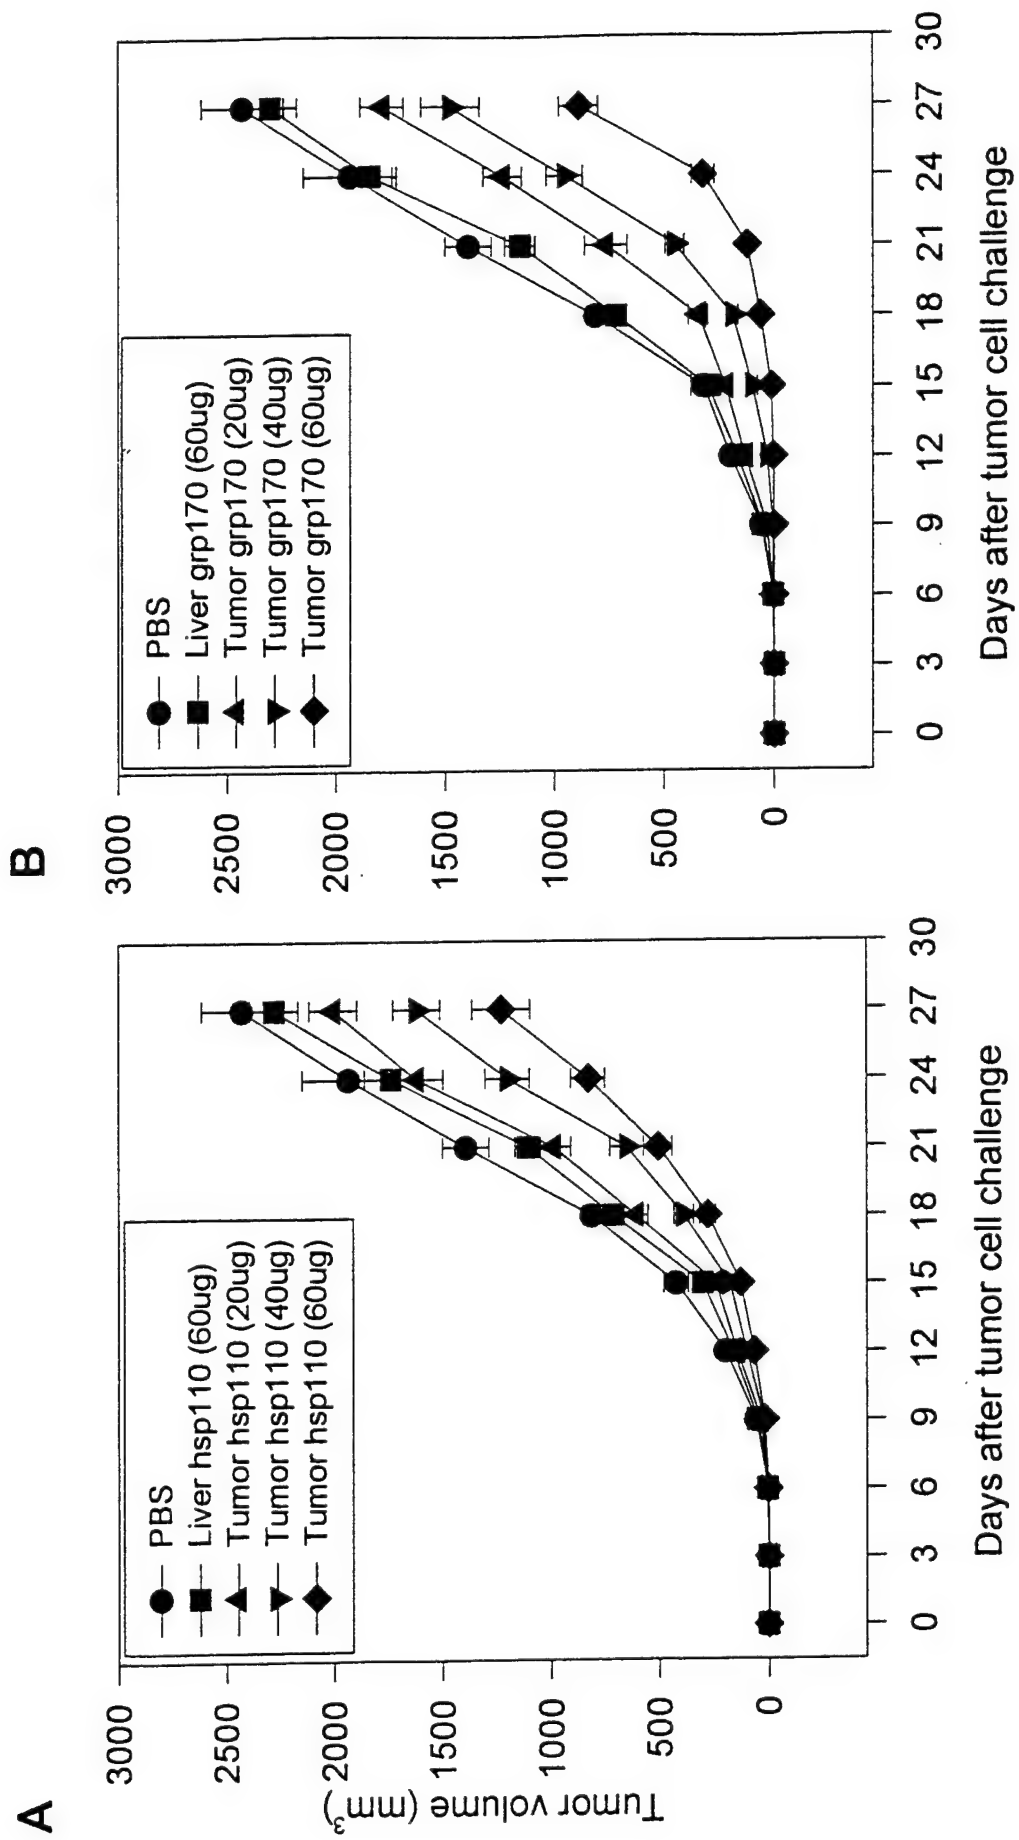 A
Tumor volume (mm³)
3000
2500
2000
1500
1000
500
0
PBS
Liver hsp110 (60ug)
Tumor hsp110 (20ug)
Tumor hsp110 (40ug)
Tumor hsp110 (60ug)
0 3 6 9 12 15 18 21 24 27 30
Days after tumor cell challenge
B
3000
2500
2000
1500
1000
500
0
PBS
Liver grp170 (60ug)
Tumor grp170 (20ug)
Tumor grp170 (40ug)
Tumor grp170 (60ug)
0 3 6 9 12 15 18 21 24 27 30
Days after tumor cell challenge